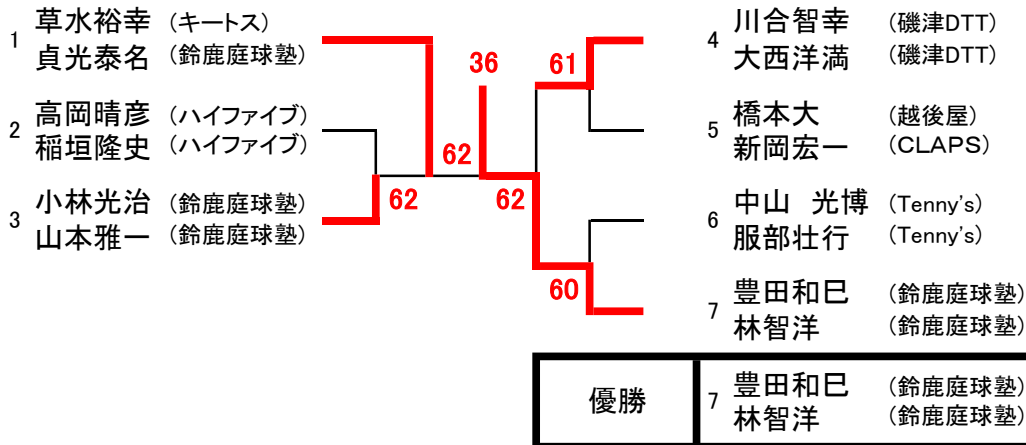 1 草水裕幸 (キートス)
貞光泰名 (鈴鹿庭球塾)
2 高岡晴彦 (ハイファイブ)
稲垣隆史 (ハイファイブ)
3 小林光治 (鈴鹿庭球塾)
山本雅一 (鈴鹿庭球塾)
62
62
36
62
61
60
4 川合智幸 (磯津DTT)
大西洋満 (磯津DTT)
5 橋本大 (越後屋)
新岡宏一 (CLAPS)
6 中山　光博 (Tenny's)
服部壮行 (Tenny's)
7 豊田和巳 (鈴鹿庭球塾)
林智洋 (鈴鹿庭球塾)
優勝 7 豊田和巳 (鈴鹿庭球塾)
林智洋 (鈴鹿庭球塾)